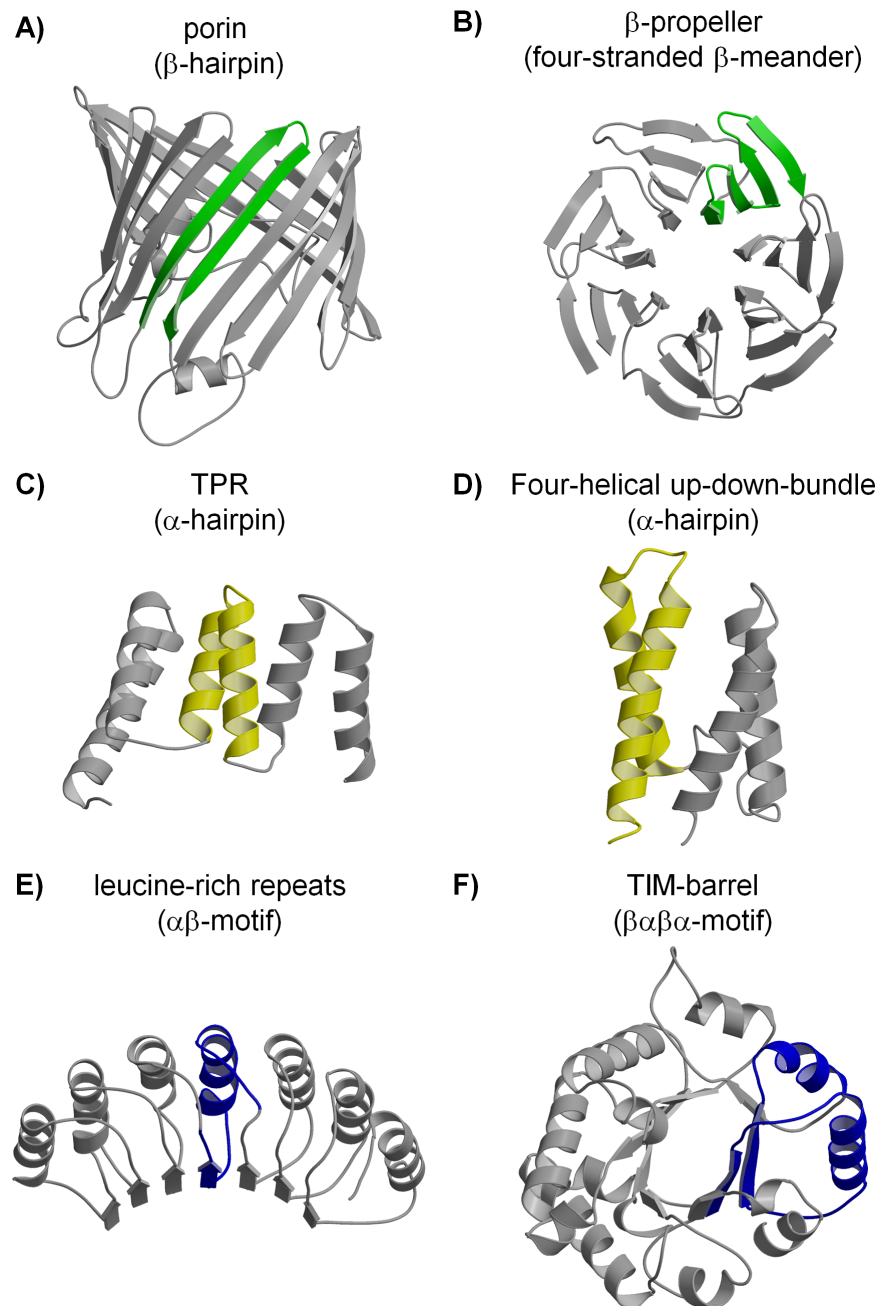 A) porin
(β-hairpin)
B) β-propeller
(four-stranded β-meander)
C) TPR
(α-hairpin)
D) Four-helical up-down-bundle
(α-hairpin)
E) leucine-rich repeats
(αβ-motif)
F) TIM-barrel
(βαβα-motif)